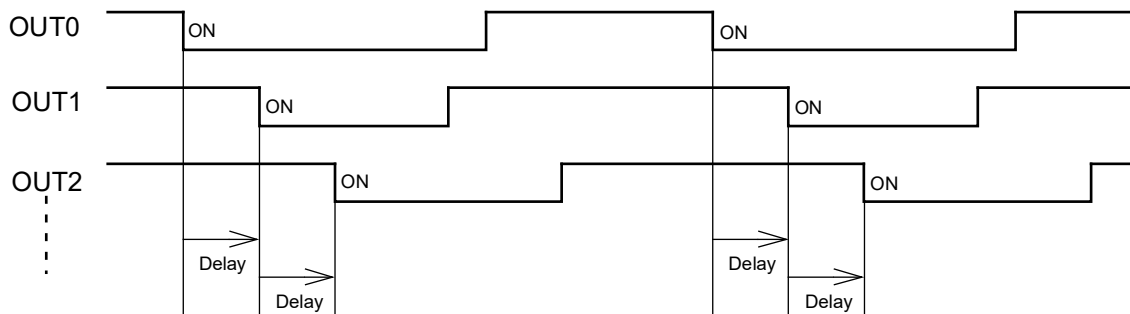 OUT0 ON ON
OUT1 ON ON
OUT2 ON ON
Delay Delay
Delay Delay